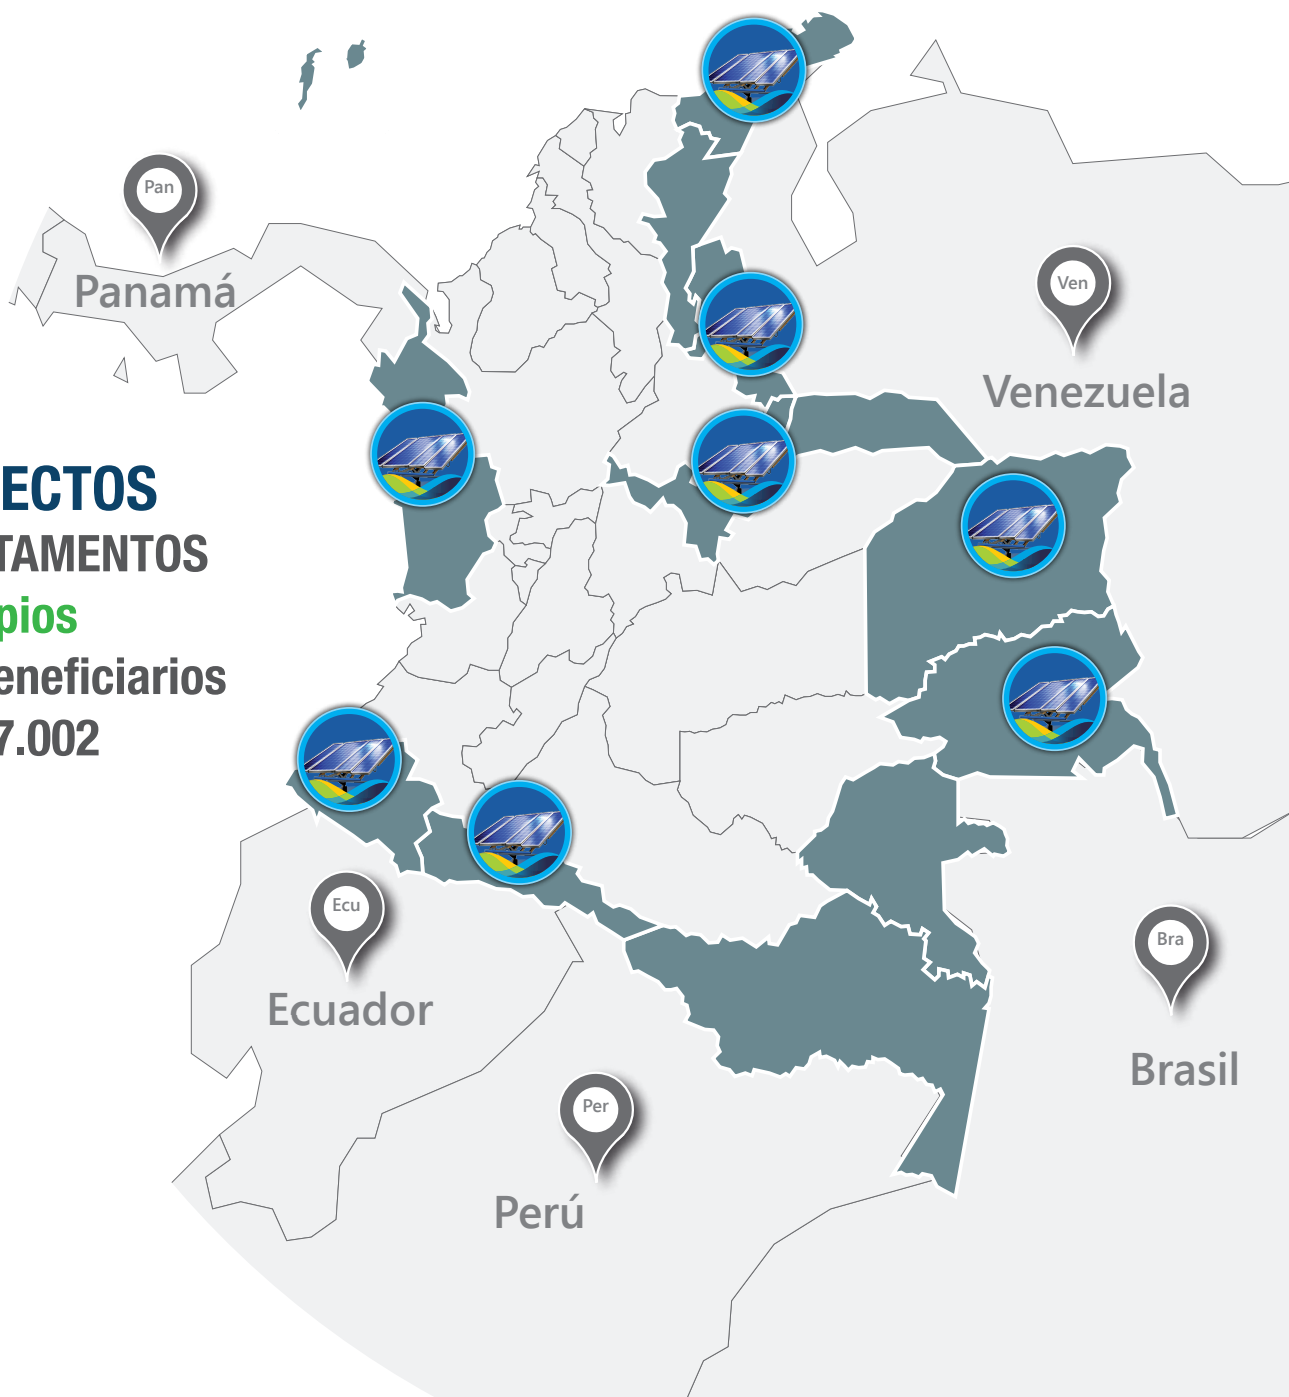 Pan
Panamá
Ven
Venezuela
ECTOS
TAMENTOS
pios
eneficiarios
7.002
Ecu
Ecuador
Bra
Brasil
Per
Perú